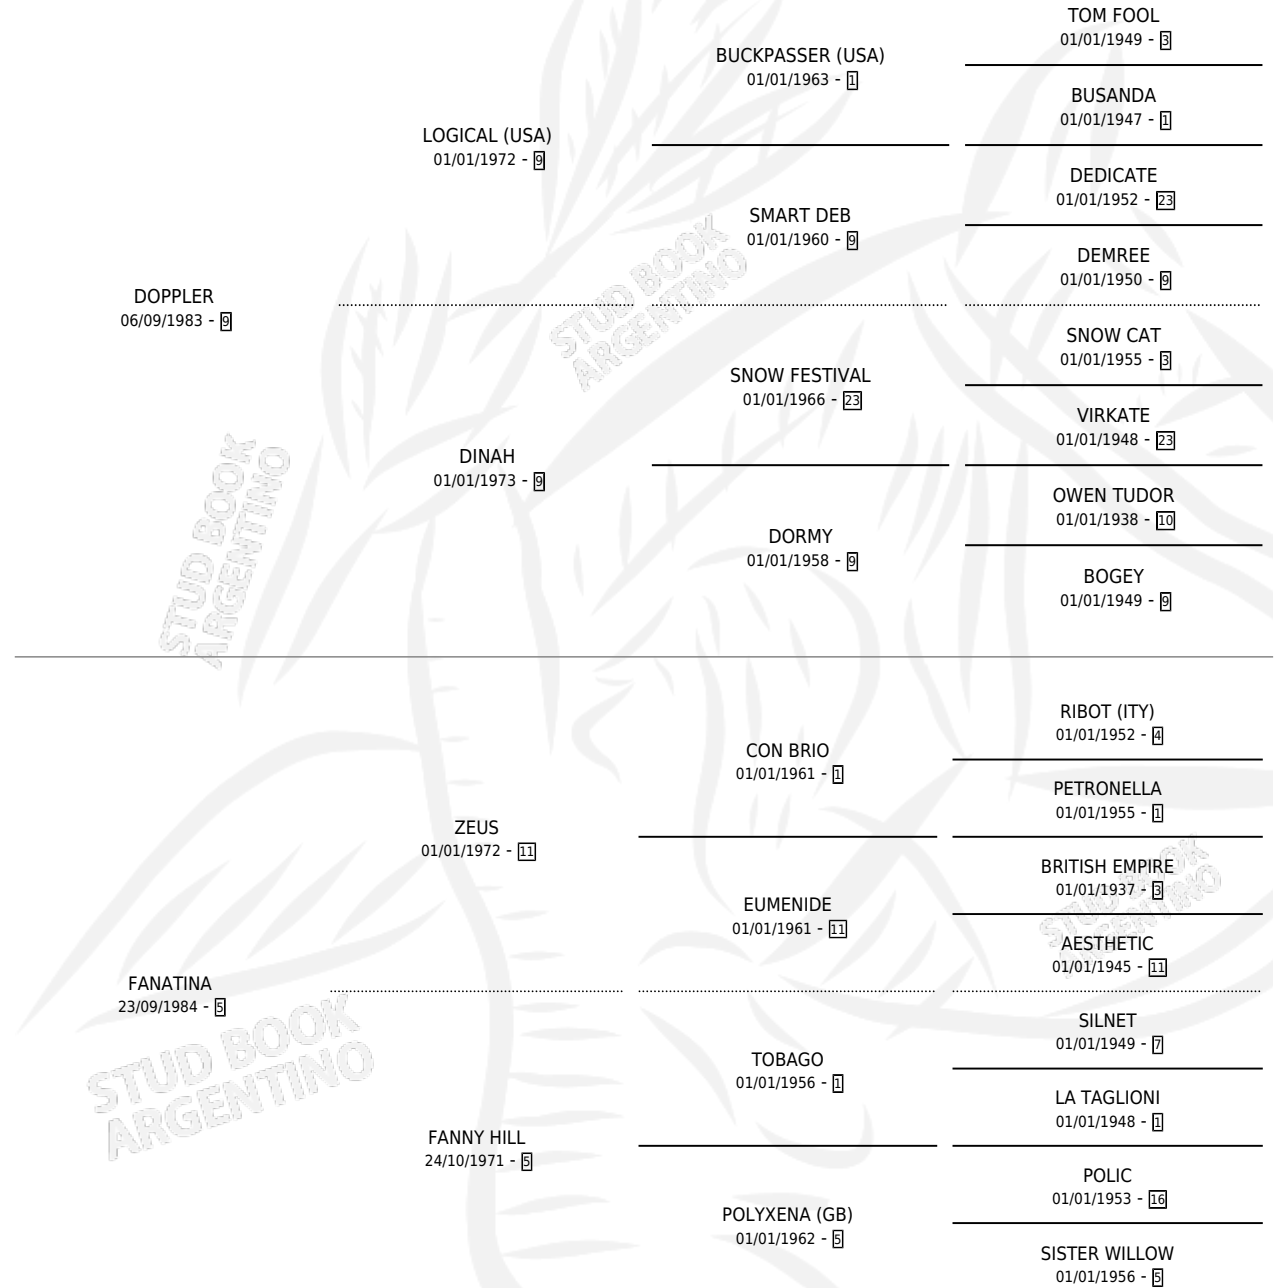 TOM FOOL
01/01/1949 - 3
BUCKPASSER (USA)
01/01/1963 - 1
BUSANDA
01/01/1947 - 1
LOGICAL (USA)
01/01/1972 - 9
DEDICATE
01/01/1952 - 23
SMART DEB
01/01/1960 - 9
DEMREE
01/01/1950 - 9
DOPPLER
06/09/1983 - 9
STUD BOOK
ARGENTINO
SNOW CAT
01/01/1955 - 3
SNOW FESTIVAL
01/01/1966 - 23
VIRKATE
01/01/1948 - 23
DINAH
01/01/1973 - 9
STUD BOOK
ARGENTINO
OWEN TUDOR
01/01/1938 - 10
DORMY
01/01/1958 - 9
BOGEY
01/01/1949 - 9
RIBOT (ITY)
01/01/1952 - 4
CON BRIO
01/01/1961 - 1
PETRONELLA
01/01/1955 - 1
ZEUS
01/01/1972 - 11
BRITISH EMPIRE
01/01/1937 - 3
STUD BOOK
ARGENTINO
EUMENIDE
01/01/1961 - 11
AESTHETIC
01/01/1945 - 11
FANATINA
23/09/1984 - 5
STUD BOOK
ARGENTINO
SILNET
01/01/1949 - 7
TOBAGO
01/01/1956 - 1
LA TAGLIONI
01/01/1948 - 1
FANNY HILL
24/10/1971 - 5
POLIC
01/01/1953 - 16
POLYXENA (GB)
01/01/1962 - 5
SISTER WILLOW
01/01/1956 - 5